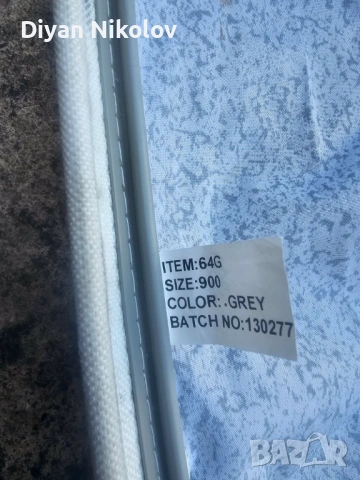 Diyan Nikolov
ITEM:64G
SIZE:900
COLOR:.GREY
BATCH NO:130277
BAZAR